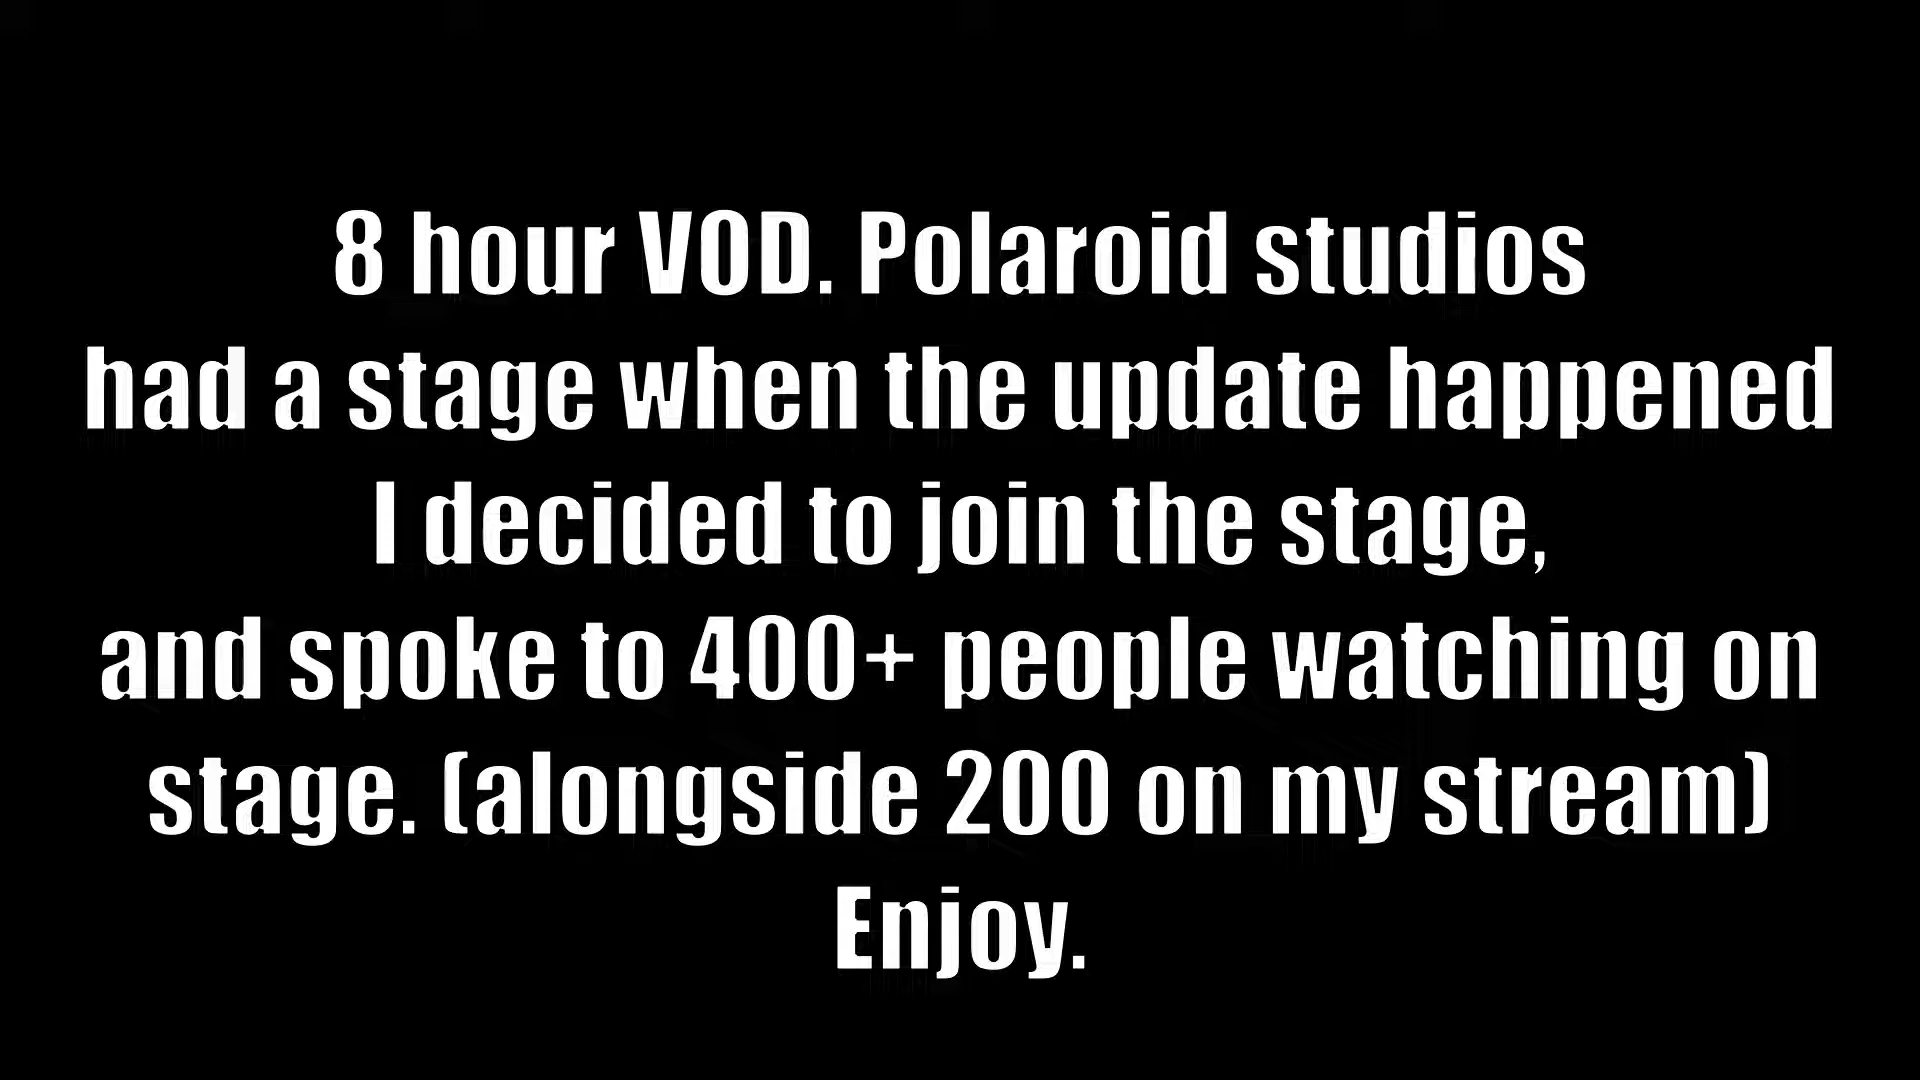 8 hour VOD. Polaroid studios
had a stage when the update happened
I decided to join the stage,
and spoke to 400+ people watching on
stage. (alongside 200 on my stream)
Enjoy.